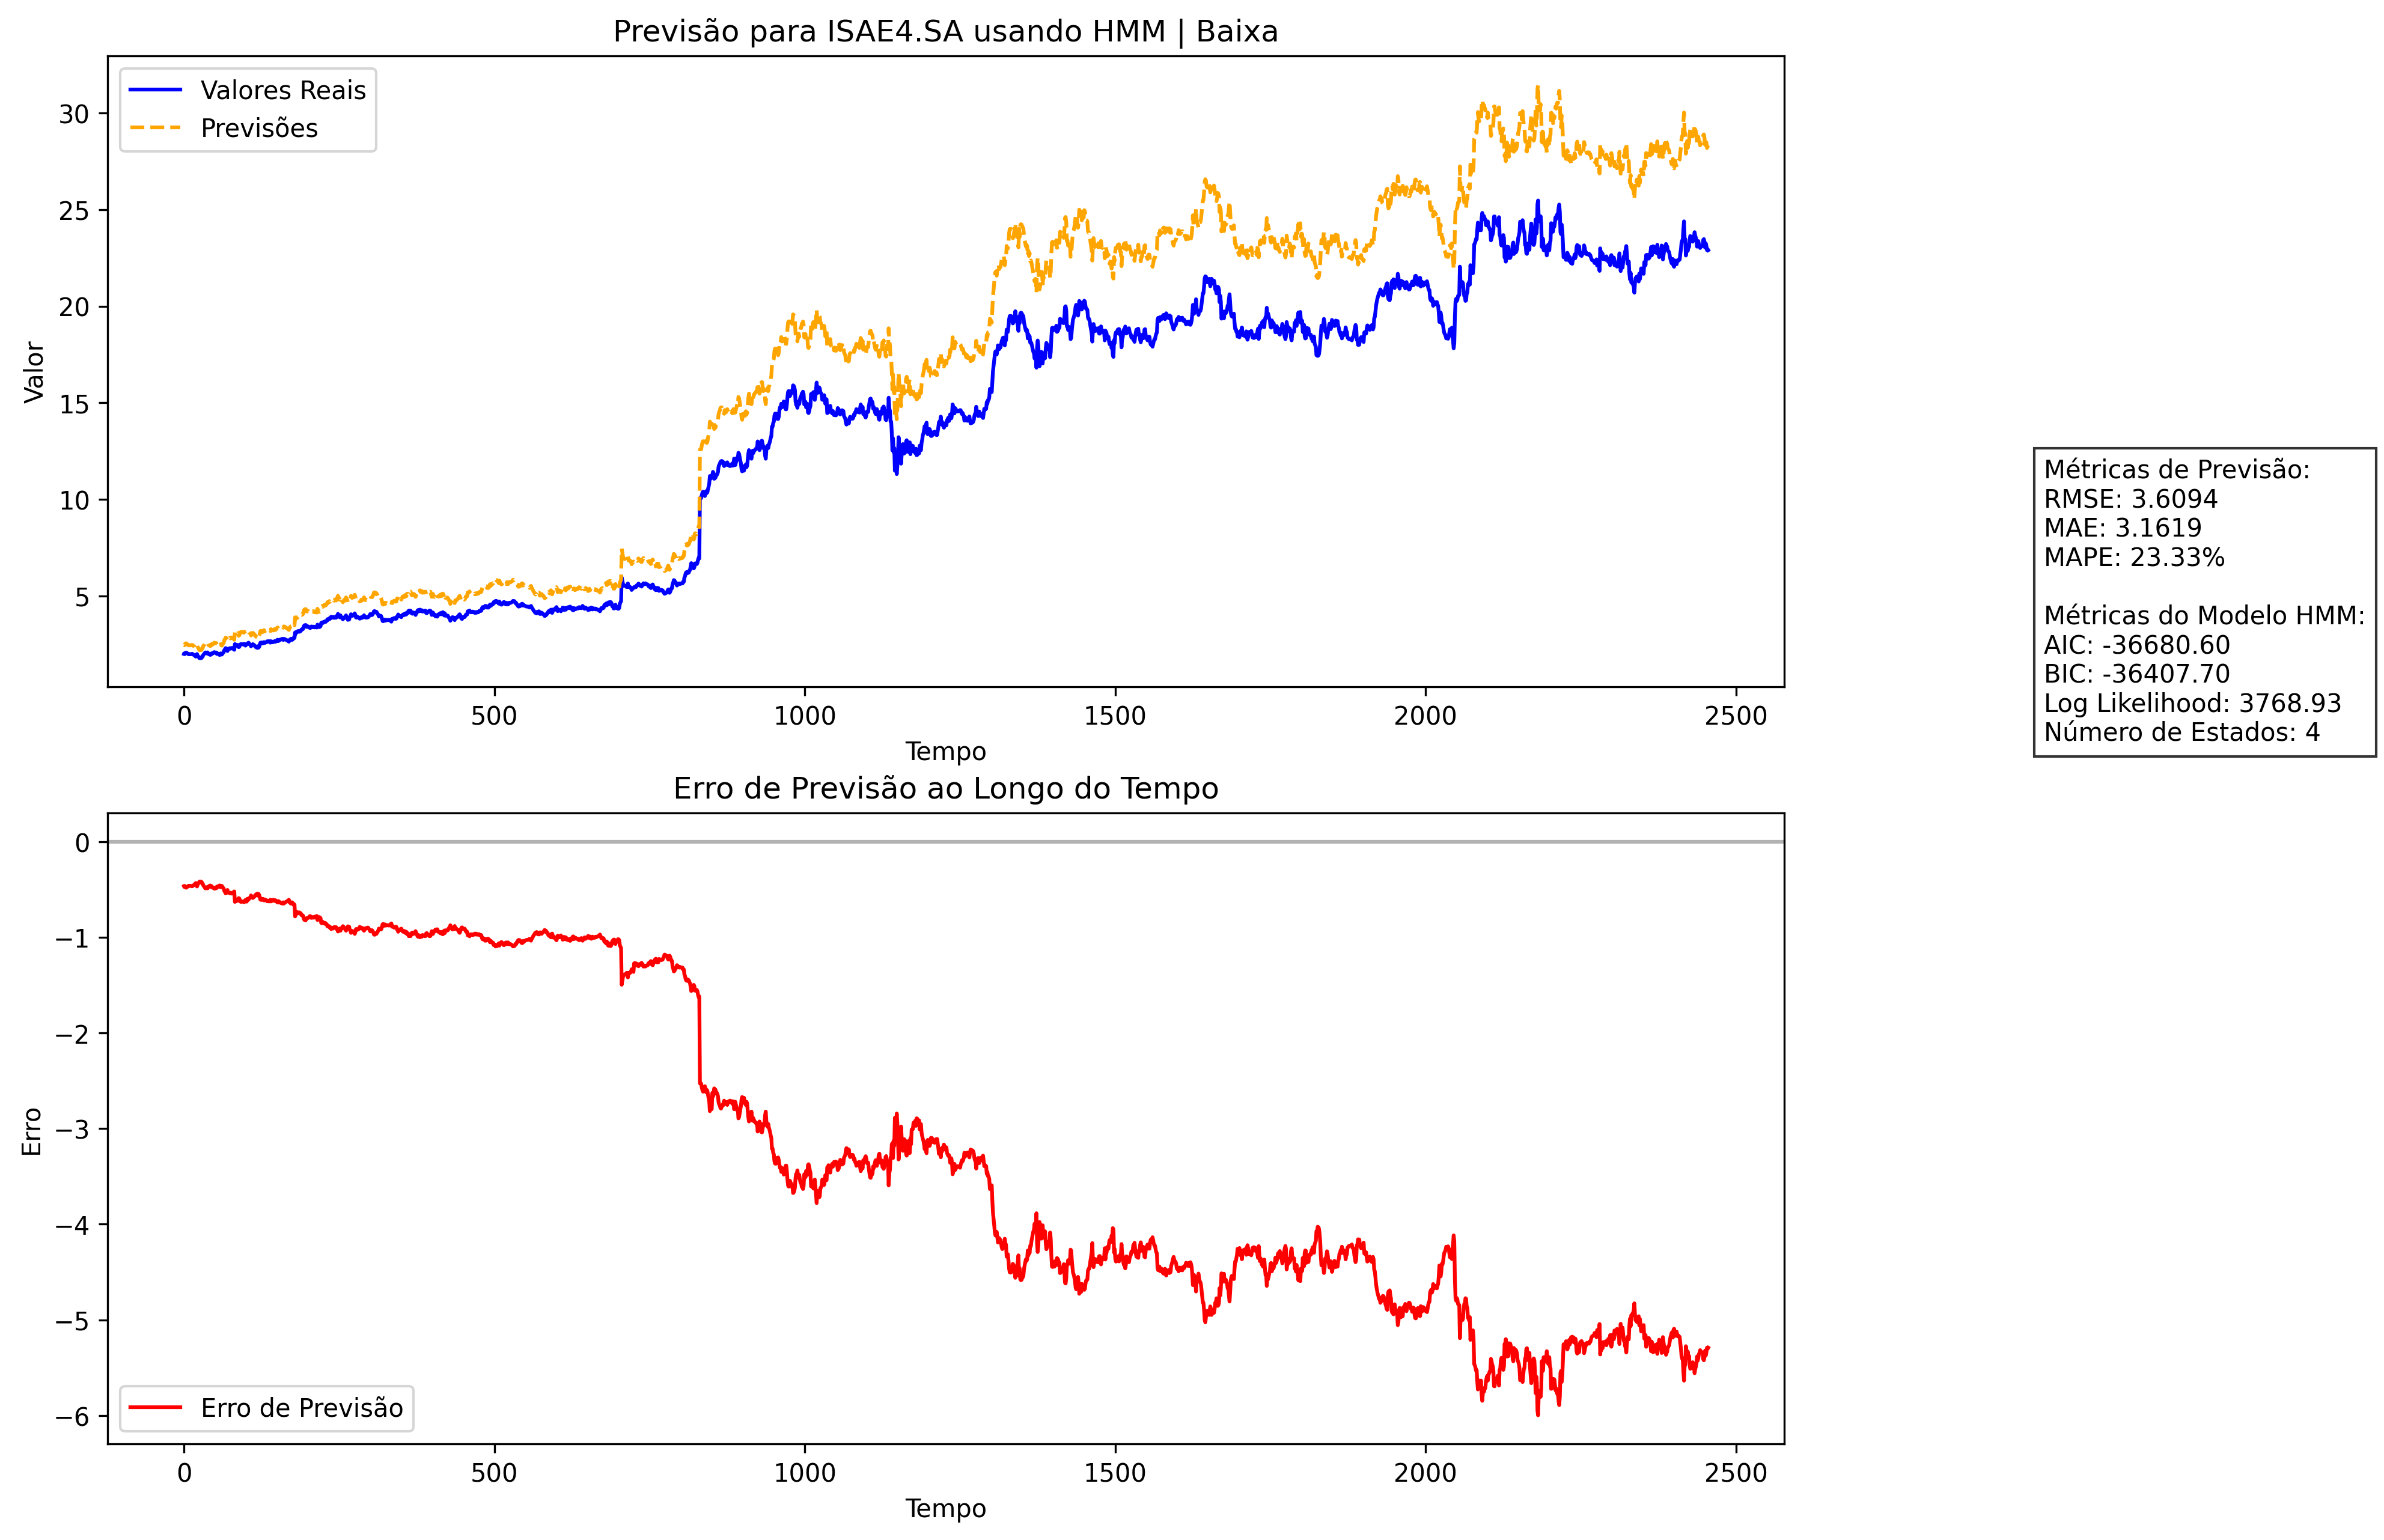 Previsão para ISAE4.SA usando HMM | Baixa
Valores Reais
Previsões
Valor
30
25
20
15
10
5
0 500 1000 1500 2000 2500
Tempo
Métricas de Previsão:
RMSE: 3.6094
MAE: 3.1619
MAPE: 23.33%
Métricas do Modelo HMM:
AIC: -36680.60
BIC: -36407.70
Log Likelihood: 3768.93
Número de Estados: 4
Erro de Previsão ao Longo do Tempo
Erro
0
−1
−2
−3
−4
−5
−6
Erro de Previsão
0 500 1000 1500 2000 2500
Tempo